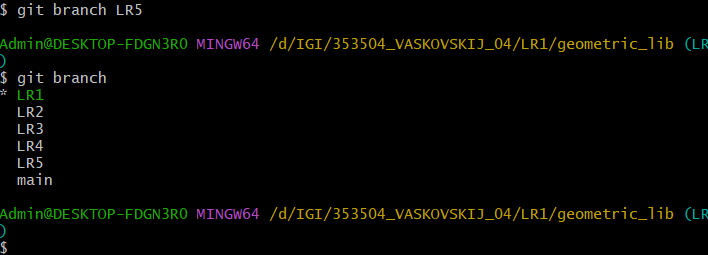 $ git branch LR5
Admin@DESKTOP-FDGN3R0 MINGW64 /d/IGI/353504_VASKOVSKIJ_04/LR1/geometric_lib (LR
)
$ git branch
* LR1
  LR2
  LR3
  LR4
  LR5
  main
Admin@DESKTOP-FDGN3R0 MINGW64 /d/IGI/353504_VASKOVSKIJ_04/LR1/geometric_lib (LR
)
$